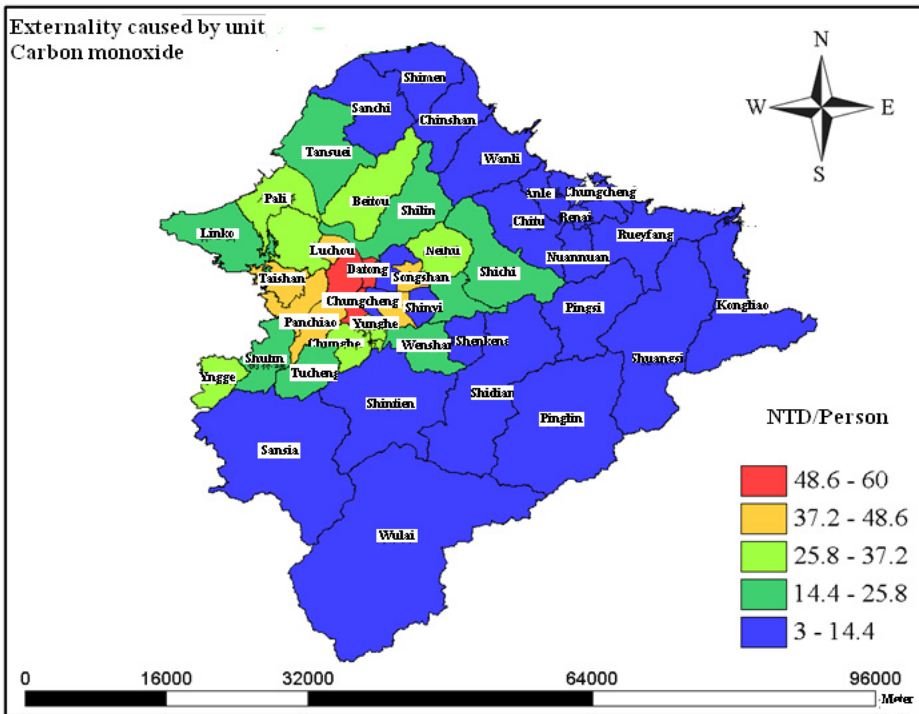 Externality caused by unit
Carbon monoxide
N
W
E
S
Shimen
Sanchi
Chinshan
Tansuei
Wanli
Pali
Beitou
Anle
Chungcheng
Shilin
Chitu
Renai
Linko
Rueyfang
Luchou
Neihu
Nuannuan
Datong
Shichi
Taishan
Songshan
Chungcheng
Shinyi
Pingsi
Kongliao
Panchiao
Yunghe
Chunghe
Wenshan
Shenkeng
Shulin
Shuangsi
Tucheng
Yngge
Shintien
Shidian
Pinglin
Sansia
Wulai
NTD/Person
48.6 - 60
37.2 - 48.6
25.8 - 37.2
14.4 - 25.8
3 - 14.4
0
16000
32000
64000
96000
Meter